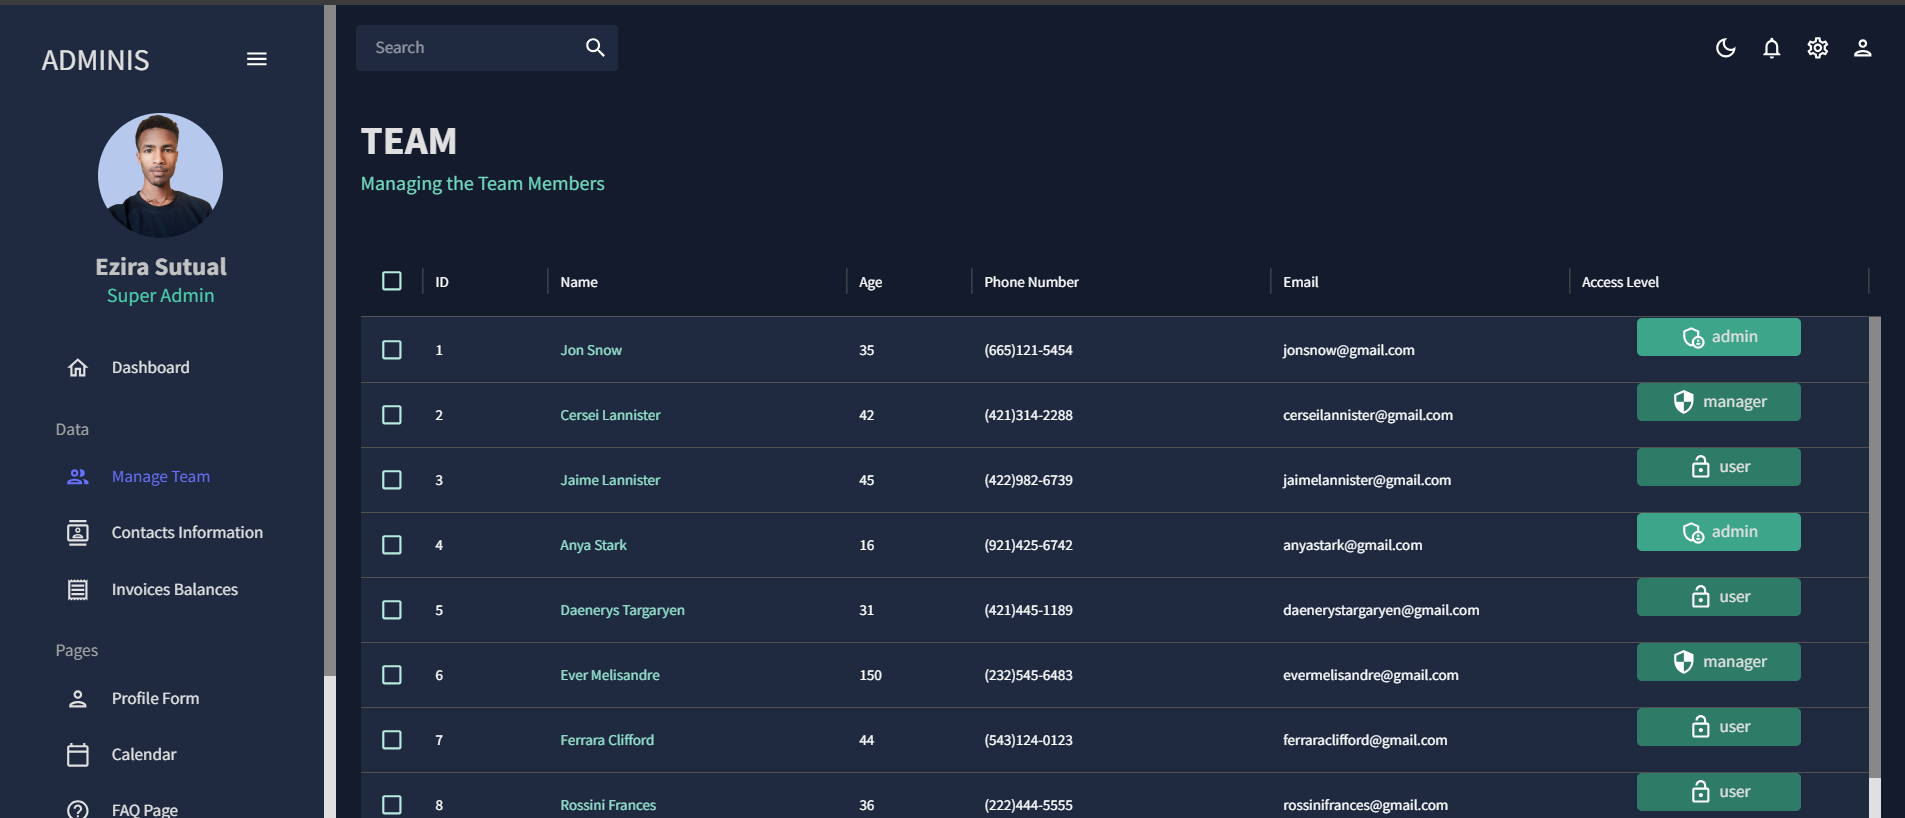 ADMINIS
Search
Ezira Sutual
Super Admin
Dashboard
Data
Manage Team
Contacts Information
Invoices Balances
Pages
Profile Form
Calendar
FAQ Page
TEAM
Managing the Team Members
ID Name Age Phone Number Email Access Level
1 Jon Snow 35 (665)121-5454 jonsnow@gmail.com admin
2 Cersei Lannister 42 (421)314-2288 cerseilannister@gmail.com manager
3 Jaime Lannister 45 (422)982-6739 jaimelannister@gmail.com user
4 Anya Stark 16 (921)425-6742 anyastark@gmail.com admin
5 Daenerys Targaryen 31 (421)445-1189 daenerystargaryen@gmail.com user
6 Ever Melisandre 150 (232)545-6483 evermelisandre@gmail.com manager
7 Ferrara Clifford 44 (543)124-0123 ferraraclifford@gmail.com user
8 Rossini Frances 36 (222)444-5555 rossinifrances@gmail.com user